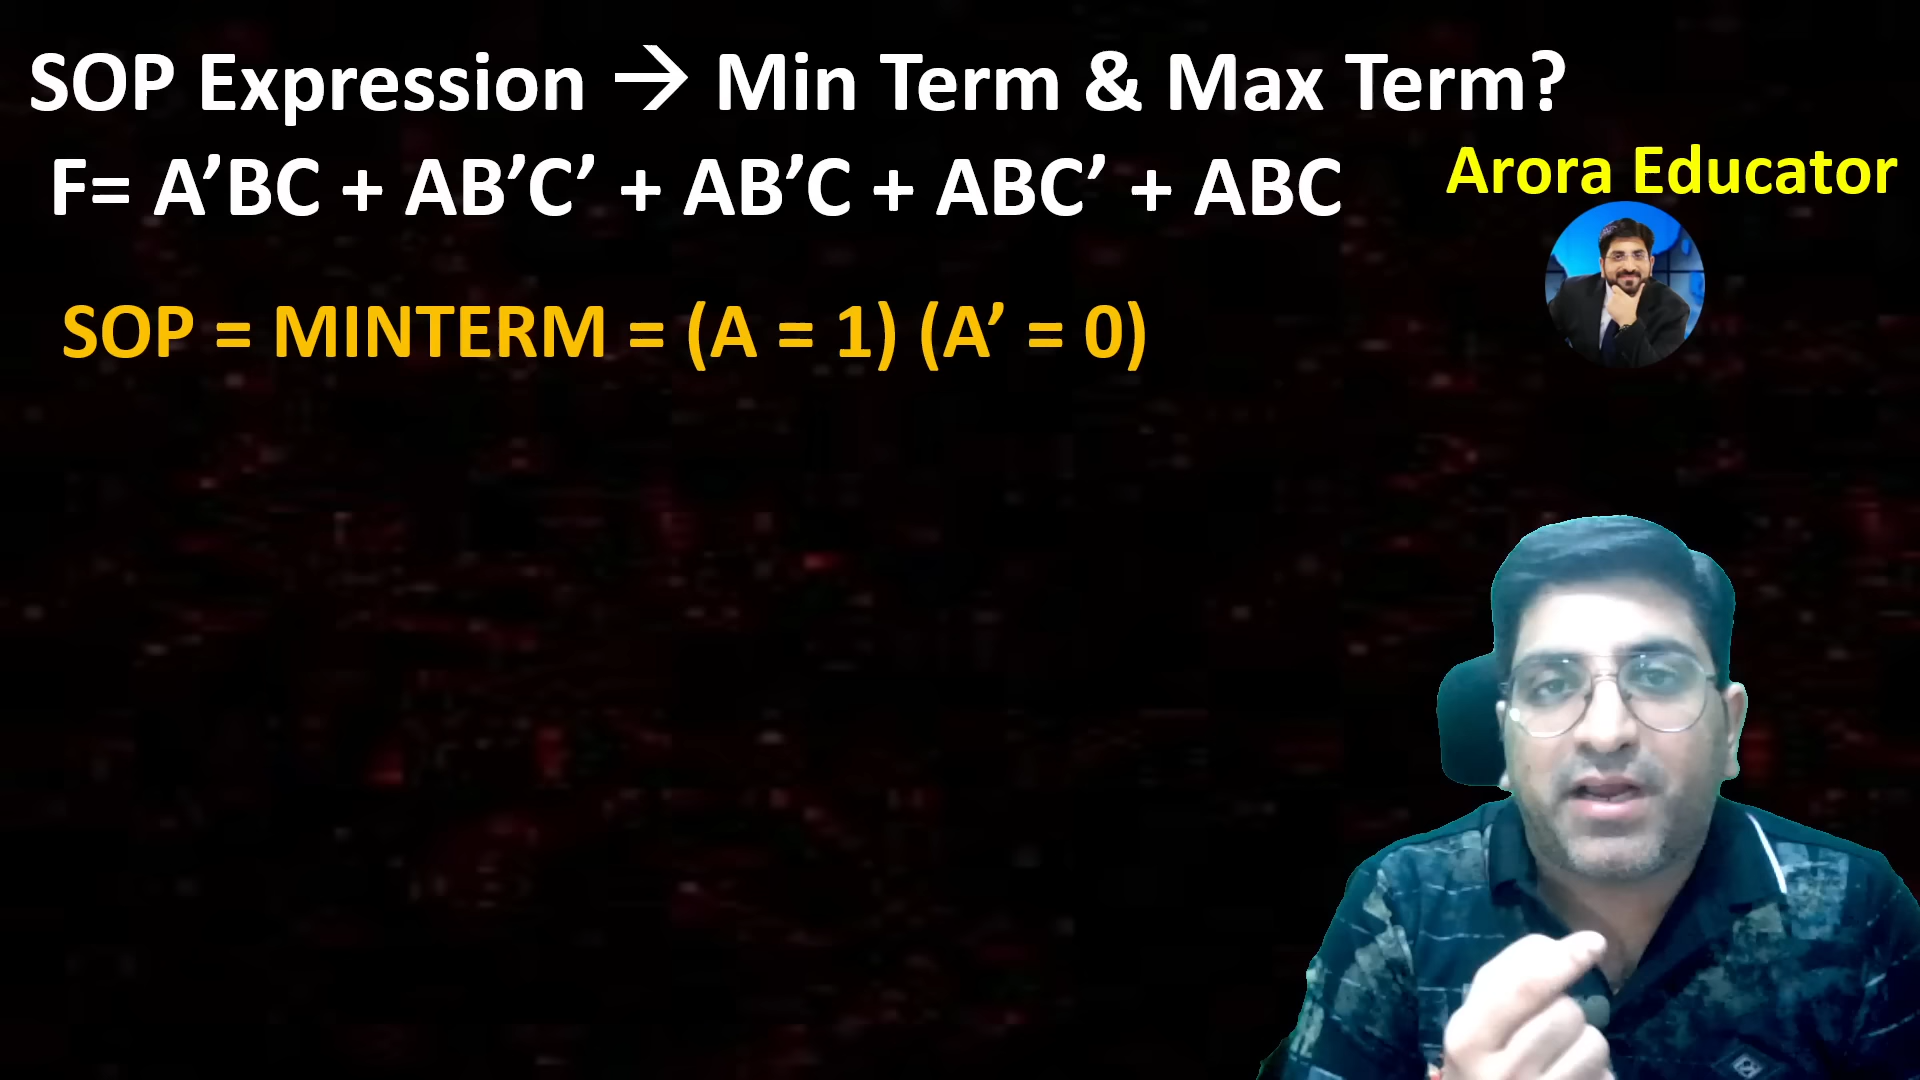 SOP Expression → Min Term & Max Term?
F= A’BC + AB’C’ + AB’C + ABC’ + ABC
Arora Educator
SOP = MINTERM = (A = 1) (A’ = 0)